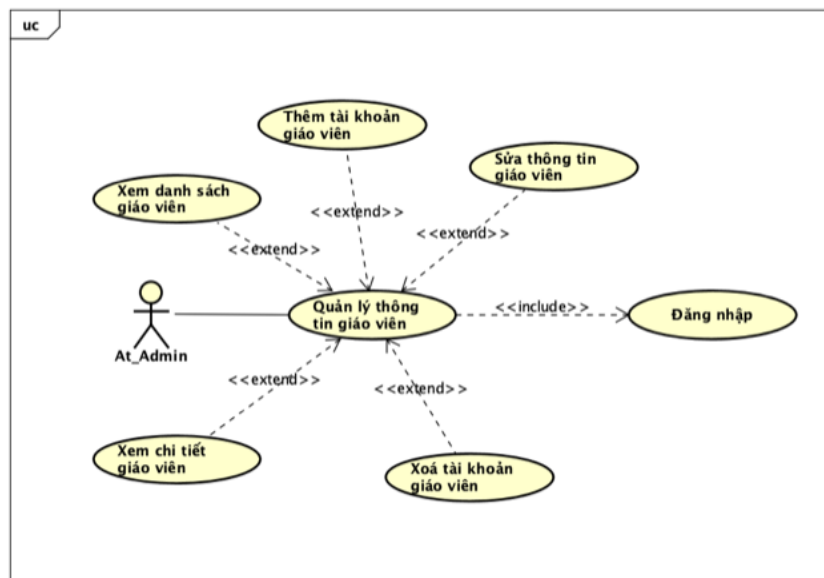 uc
Thêm tài khoản
giáo viên
Sửa thông tin
giáo viên
Xem danh sách
giáo viên
<<extend>>
<<extend>>
<<extend>>
Quản lý thông
tin giáo viên
<<include>>
Đăng nhập
At_Admin
<<extend>>
<<extend>>
Xem chi tiết
giáo viên
Xoá tài khoản
giáo viên